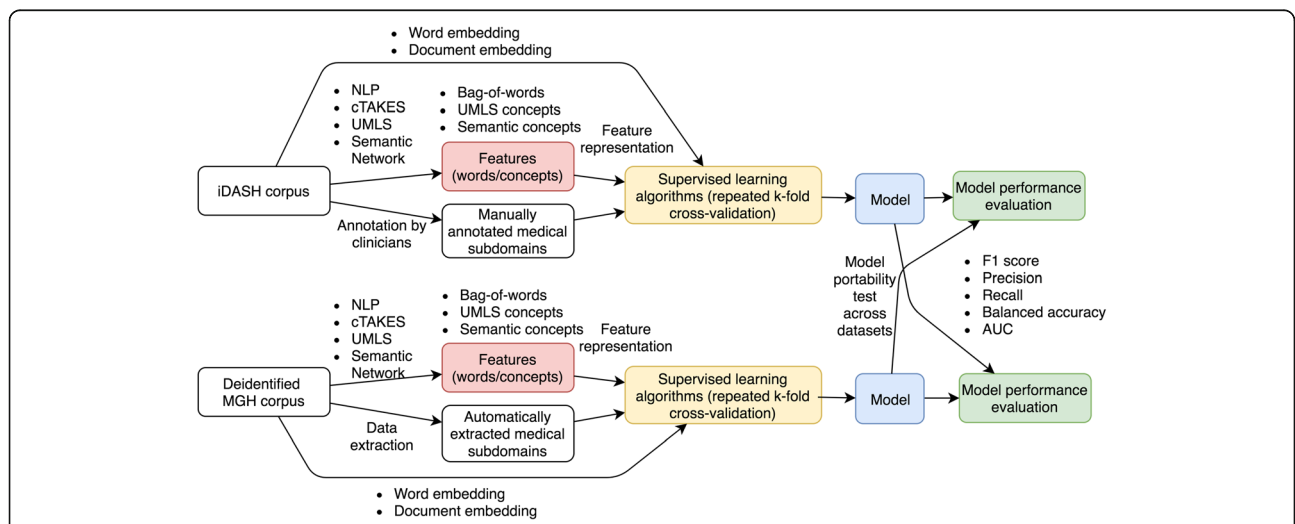 • Word embedding
• Document embedding
• NLP
• cTAKES
• UMLS
• Semantic
Network
• Bag-of-words
• UMLS concepts
• Semantic concepts
Feature
representation
iDASH corpus
Features
(words/concepts)
Annotation by
clinicians
Manually
annotated medical
subdomains
Supervised learning
algorithms (repeated k-fold
cross-validation)
Model
Model performance
evaluation
Model
portability
test
across
datasets
• F1 score
• Precision
• Recall
• Balanced accuracy
• AUC
• NLP
• cTAKES
• UMLS
• Semantic
Network
• Bag-of-words
• UMLS concepts
• Semantic concepts
Feature
representation
Deidentified
MGH corpus
Features
(words/concepts)
Data
extraction
Automatically
extracted medical
subdomains
Supervised learning
algorithms (repeated k-fold
cross-validation)
Model
Model performance
evaluation
• Word embedding
• Document embedding